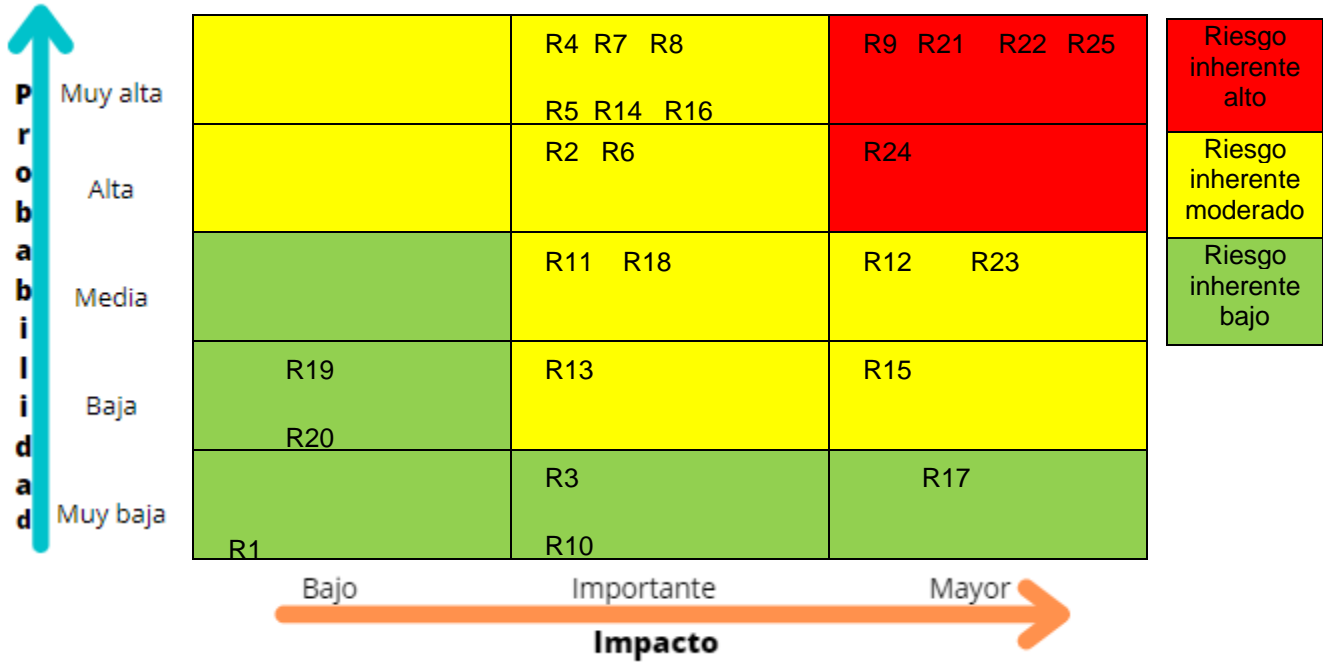 Probabilidad
Muy alta
R4 R7 R8
R5 R14 R16
R9 R21 R22 R25
Alta
R2 R6
R24
Media
R11 R18
R12 R23
Baja
R19
R20
R13
R15
Muy baja
R1
R3
R10
R17
Bajo
Importante
Mayor
Impacto
Riesgo
inherente
alto
Riesgo
inherente
moderado
Riesgo
inherente
bajo